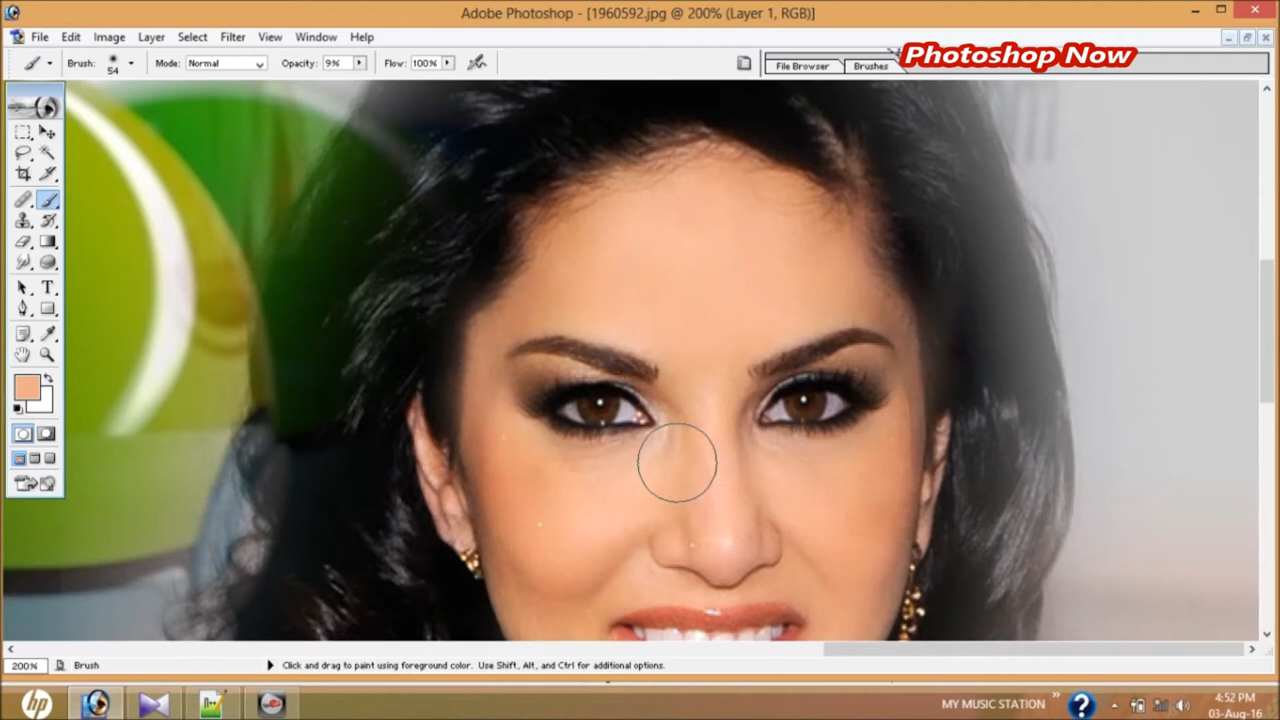 Adobe Photoshop - [1960592.jpg @ 200% (Layer 1, RGB)]
File Edit Image Layer Select Filter View Window Help
Brush: 54 Mode: Normal Opacity: 9% Flow: 100% File Browser Brushes
Photoshop Now
200% Brush Click and drag to paint using foreground color. Use Shift, Alt, and Ctrl for additional options.
hp MY MUSIC STATION 4:52 PM
03-Aug-16